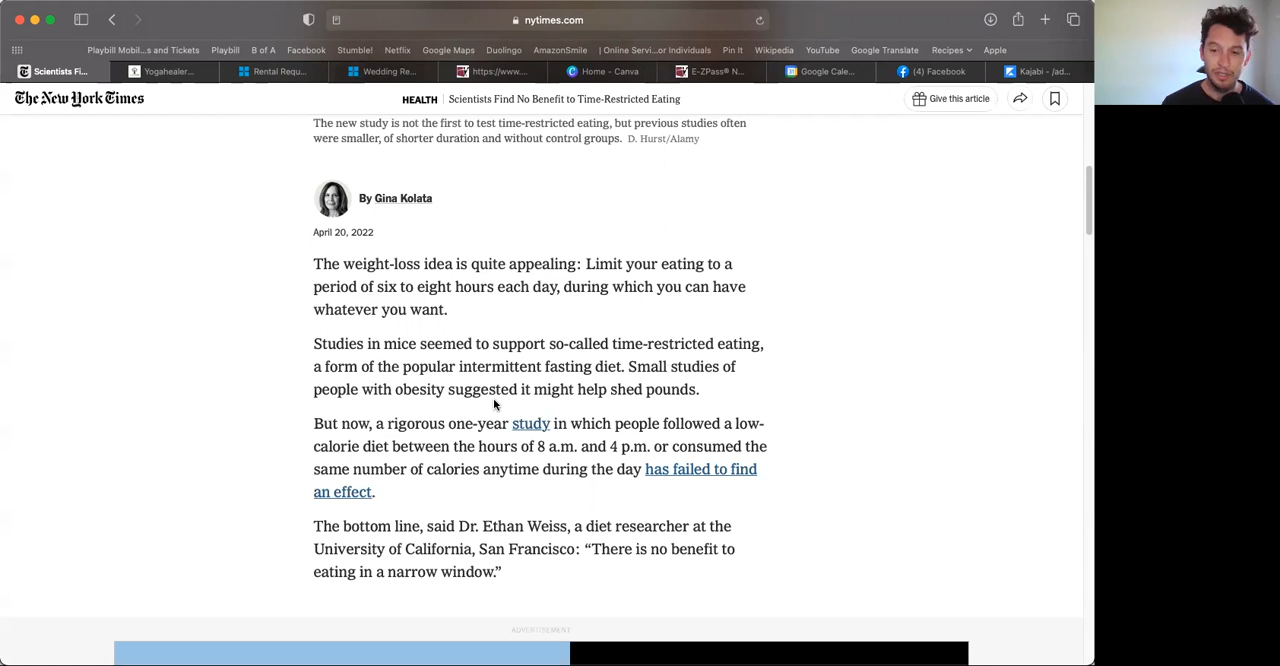 nytimes.com
Playbill Mobil...s and Tickets Playbill B of A Facebook Stumble! Netflix Google Maps Duolingo AmazonSmile | Online Servi...or Individuals Pin It Wikipedia YouTube Google Translate Recipes Apple
Scientists Fi... Yogahealer... Rental Requ... Wedding Re... https://www.... Home - Canva E-ZPass® N... Google Cale... (4) Facebook Kajabi - /ad...
The New York Times HEALTH Scientists Find No Benefit to Time-Restricted Eating Give this article
The new study is not the first to test time-restricted eating, but previous studies often
were smaller, of shorter duration and without control groups. D. Hurst/Alamy
By Gina Kolata
April 20, 2022
The weight-loss idea is quite appealing: Limit your eating to a
period of six to eight hours each day, during which you can have
whatever you want.
Studies in mice seemed to support so-called time-restricted eating,
a form of the popular intermittent fasting diet. Small studies of
people with obesity suggested it might help shed pounds.
But now, a rigorous one-year study in which people followed a low-
calorie diet between the hours of 8 a.m. and 4 p.m. or consumed the
same number of calories anytime during the day has failed to find
an effect.
The bottom line, said Dr. Ethan Weiss, a diet researcher at the
University of California, San Francisco: “There is no benefit to
eating in a narrow window.”
ADVERTISEMENT